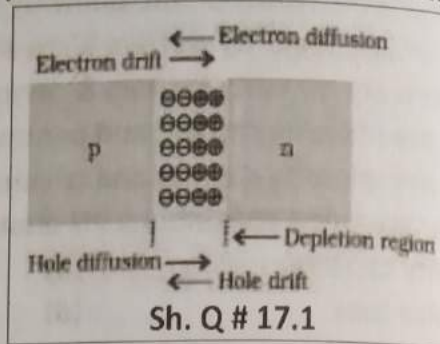 Electron diffusion
Electron drift
⊖⊖⊕⊕
⊖⊖⊕⊕
p ⊖⊖⊕⊕ n
⊖⊖⊕⊕
⊖⊖⊕⊕
Depletion region
Hole diffusion
Hole drift
Sh. Q # 17.1